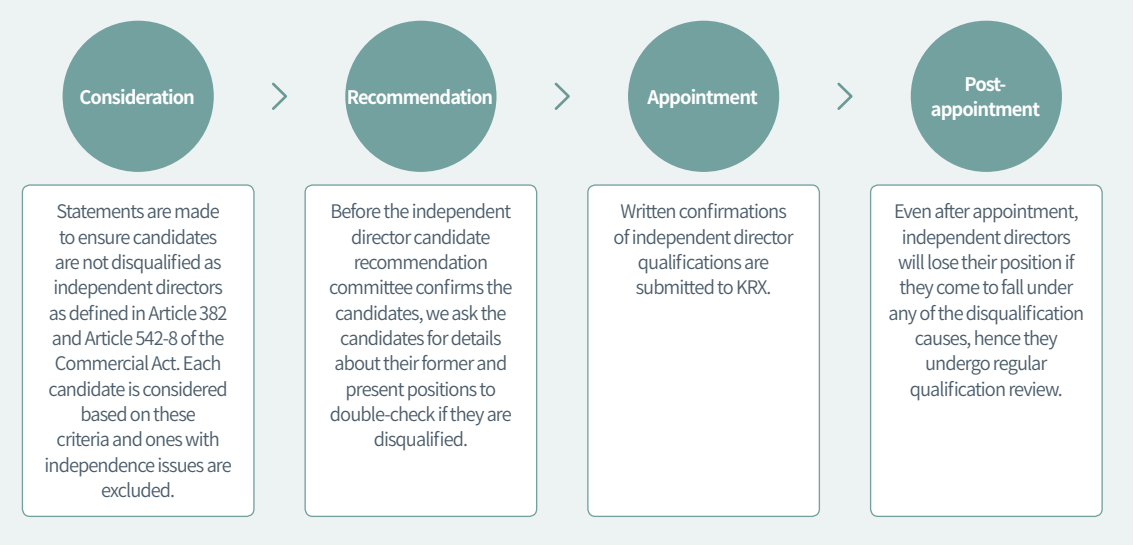 Consideration
Statements are made
to ensure candidates
are not disqualified as
independent directors
as defined in Article 382
and Article 542-8 of the
Commercial Act. Each
candidate is considered
based on these
criteria and ones with
independence issues are
excluded.
Recommendation
Before the independent
director candidate
recommendation
committee confirms the
candidates, we ask the
candidates for details
about their former and
present positions to
double-check if they are
disqualified.
Appointment
Written confirmations
of independent director
qualifications are
submitted to KRX.
Post-
appointment
Even after appointment,
independent directors
will lose their position if
they come to fall under
any of the disqualification
causes, hence they
undergo regular
qualification review.